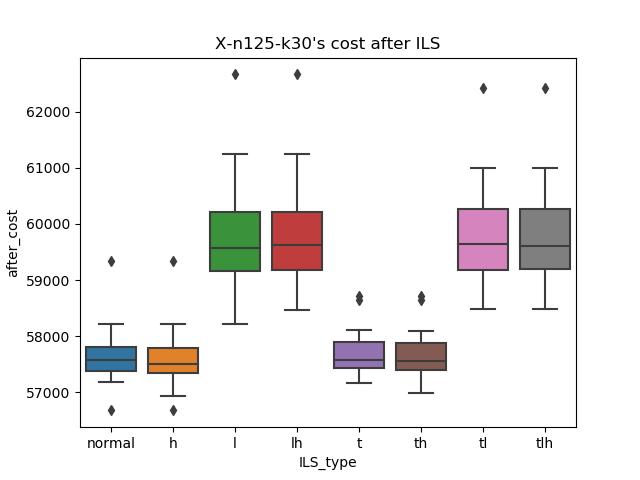 X-n125-k30's cost after ILS
after_cost
62000
61000
60000
59000
58000
57000
normal h l lh t th tl tlh
ILS_type